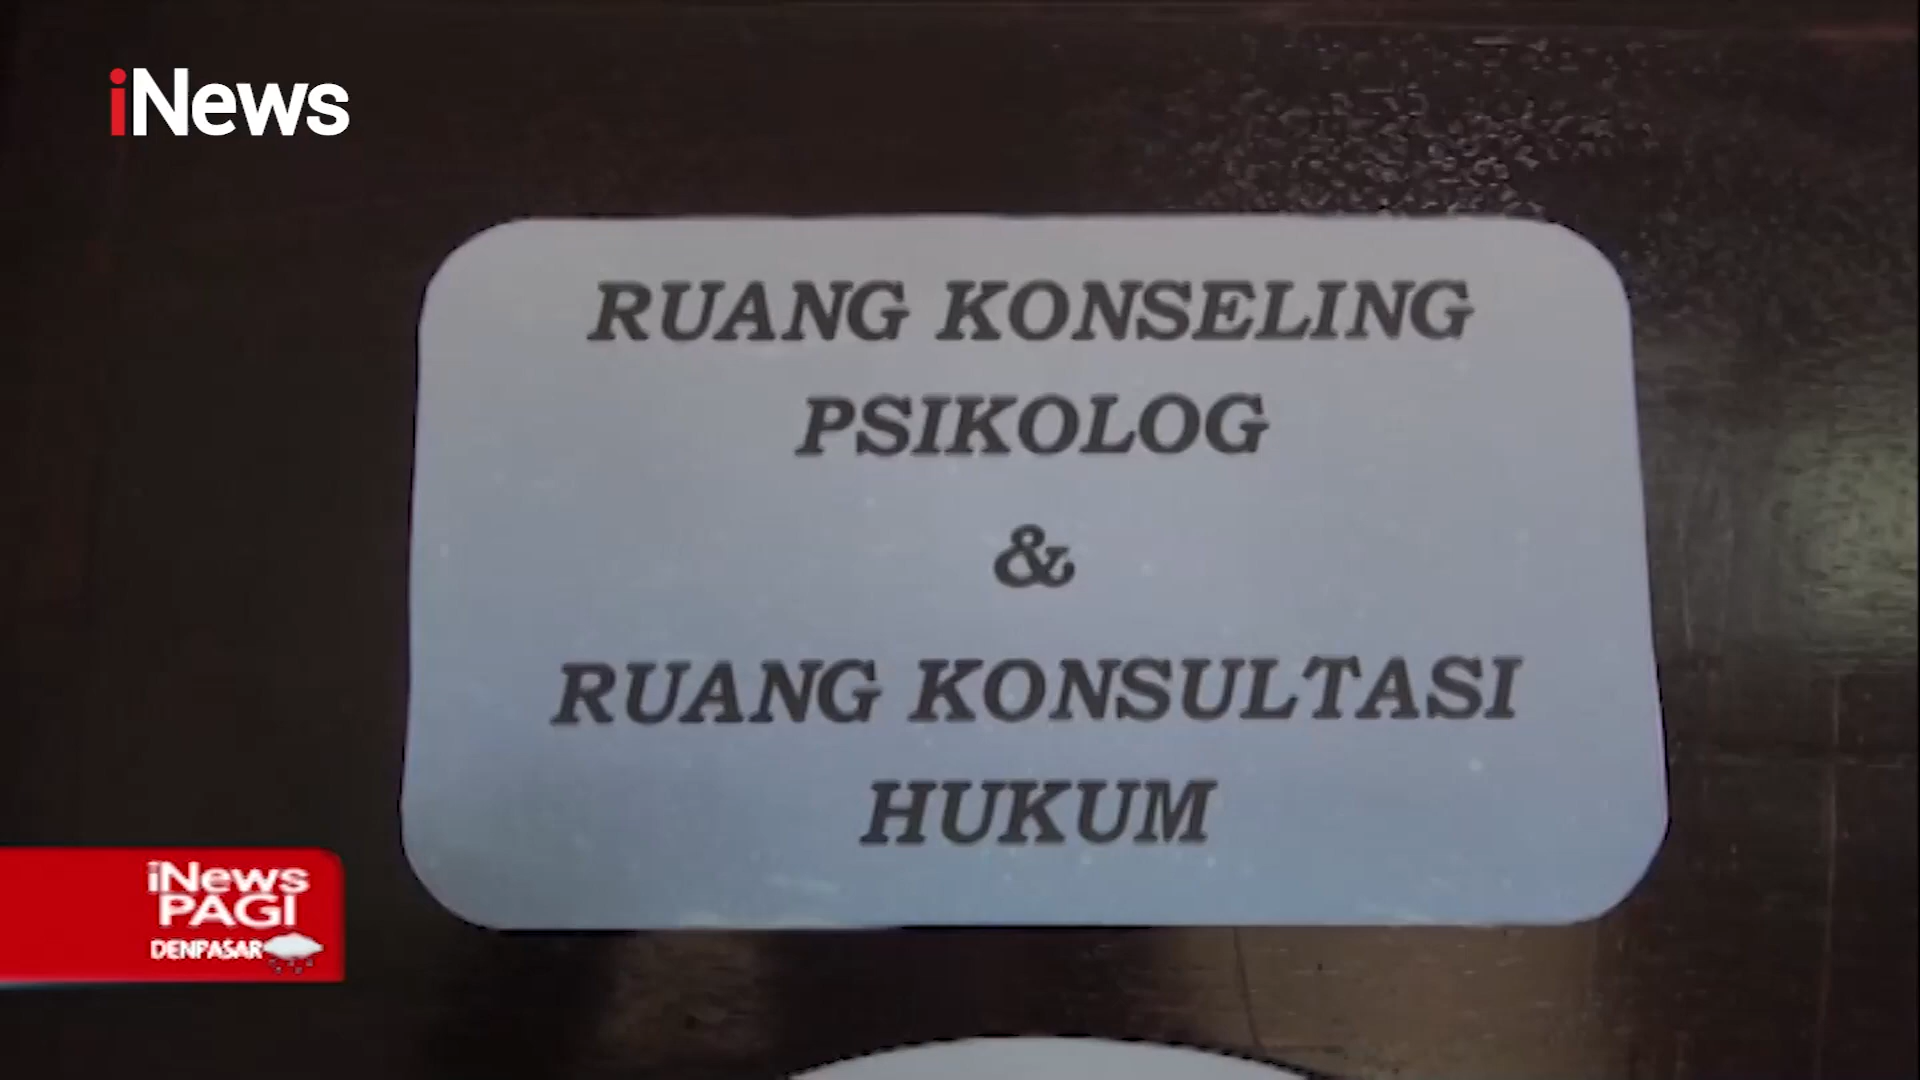 iNews
RUANG KONSELING
PSIKOLOG
&
RUANG KONSULTASI
HUKUM
iNews
PAGI
DENPASAR